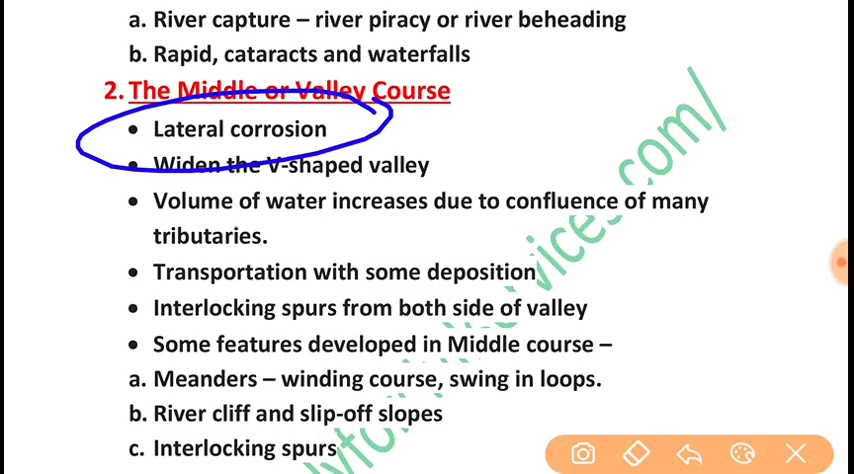 a. River capture – river piracy or river beheading
b. Rapid, cataracts and waterfalls
2. The Middle or Valley Course
• Lateral corrosion
• Widen the V-shaped valley
• Volume of water increases due to confluence of many
tributaries.
• Transportation with some deposition
• Interlocking spurs from both side of valley
• Some features developed in Middle course –
a. Meanders – winding course, swing in loops.
b. River cliff and slip-off slopes
c. Interlocking spurs